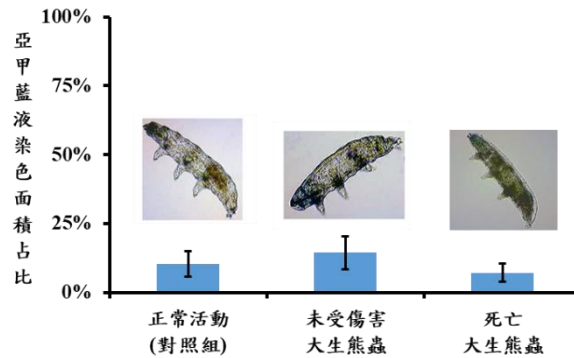 亞甲藍液染色面積占比
100%
75%
50%
25%
0%
正常活動
(對照組)
未受傷害
大生熊蟲
死亡
大生熊蟲